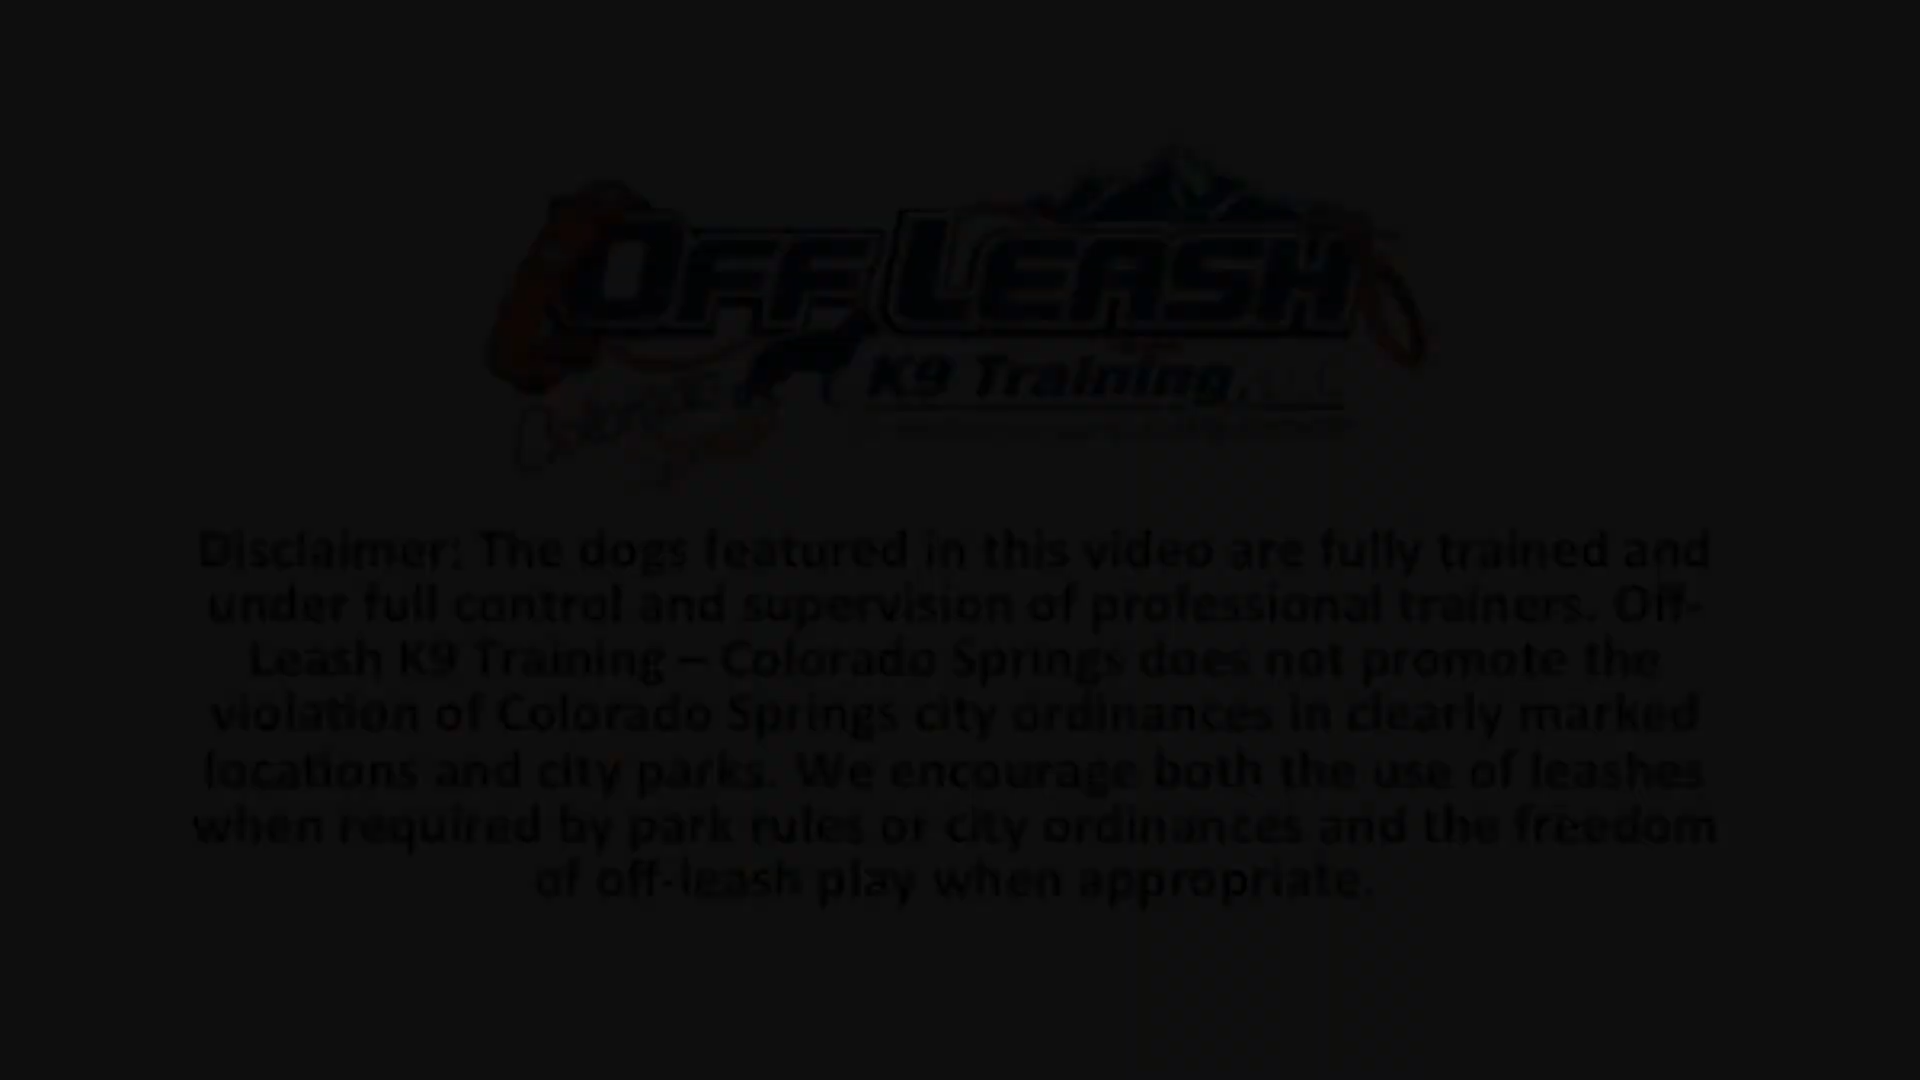 OFF LEASH
K9 Training,
Disclaimer: The dogs featured in this video are fully trained and
under full control and supervision of professional trainers. Off-
Leash K9 Training – Colorado Springs does not promote the
violation of Colorado Springs city ordinances in clearly marked
locations and city parks. We encourage both the use of leashes
when required by park rules or city ordinances and the freedom
of off-leash play when appropriate.